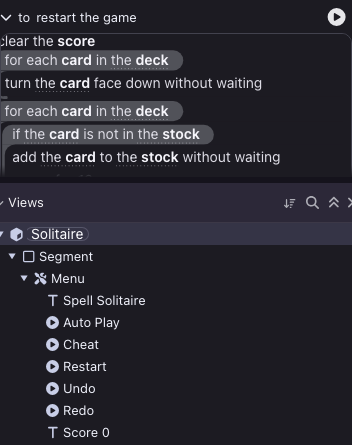 to restart the game
clear the score
for each card in the deck
turn the card face down without waiting
for each card in the deck
if the card is not in the stock
add the card to the stock without waiting
Views
Solitaire
Segment
Menu
Spell Solitaire
Auto Play
Cheat
Restart
Undo
Redo
Score 0